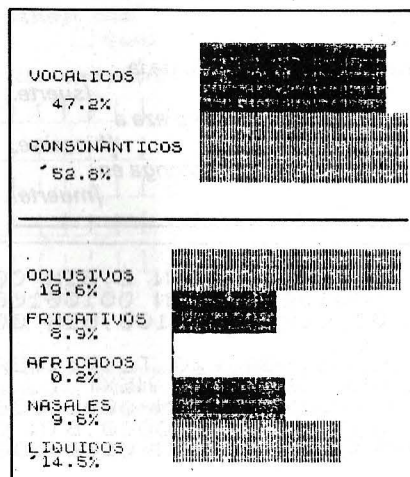 VOCALICOS
47.2%
CONSONANTICOS
52.8%
OCLUSIVOS
19.6%
FRICATIVOS
8.9%
AFRICADOS
0.2%
NASALES
9.6%
LIQUIDOS
14.5%